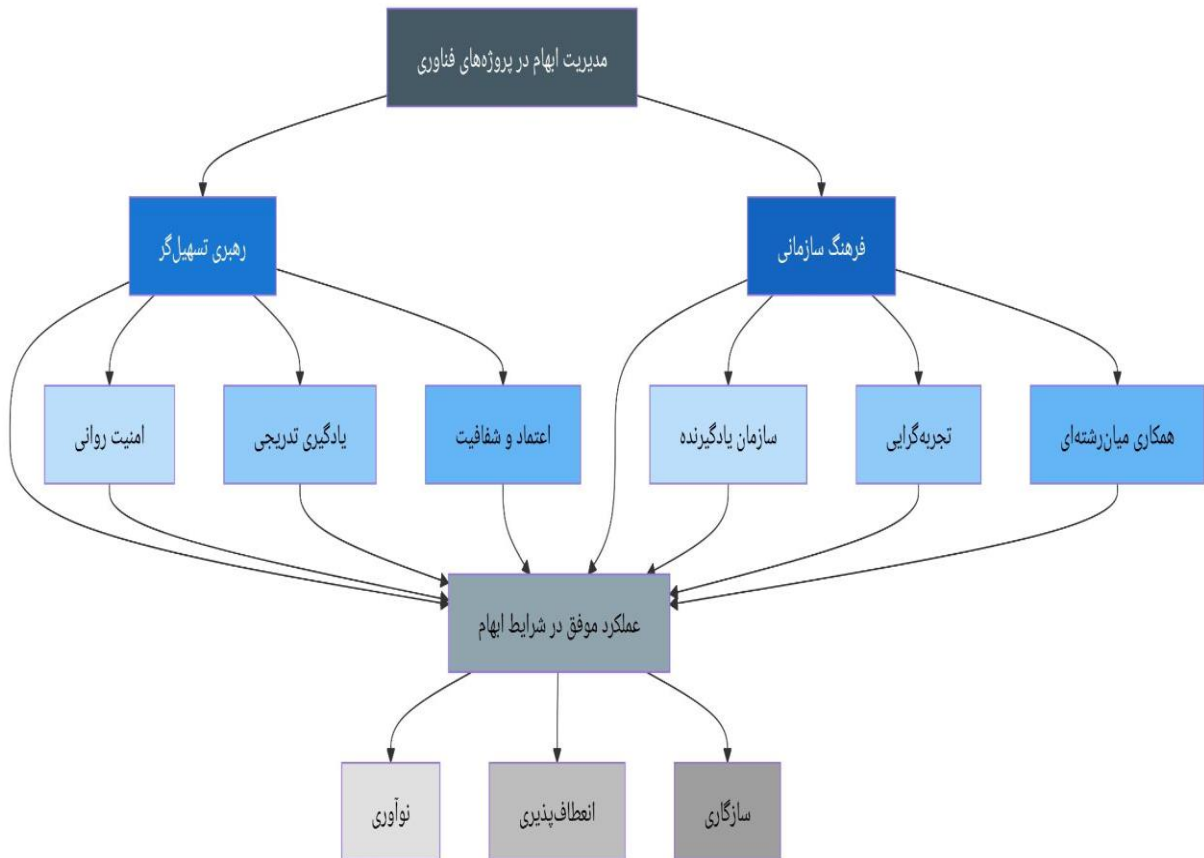 مدیریت ابهام در پروژه‌های فناوری
فرهنگ سازمانی
رهبری تسهیل‌گر
همکاری میان‌رشته‌ای
تجربه‌گرایی
سازمان یادگیرنده
اعتماد و شفافیت
یادگیری تدریجی
امنیت روانی
عملکرد موفق در شرایط ابهام
سازگاری
انعطاف‌پذیری
نوآوری